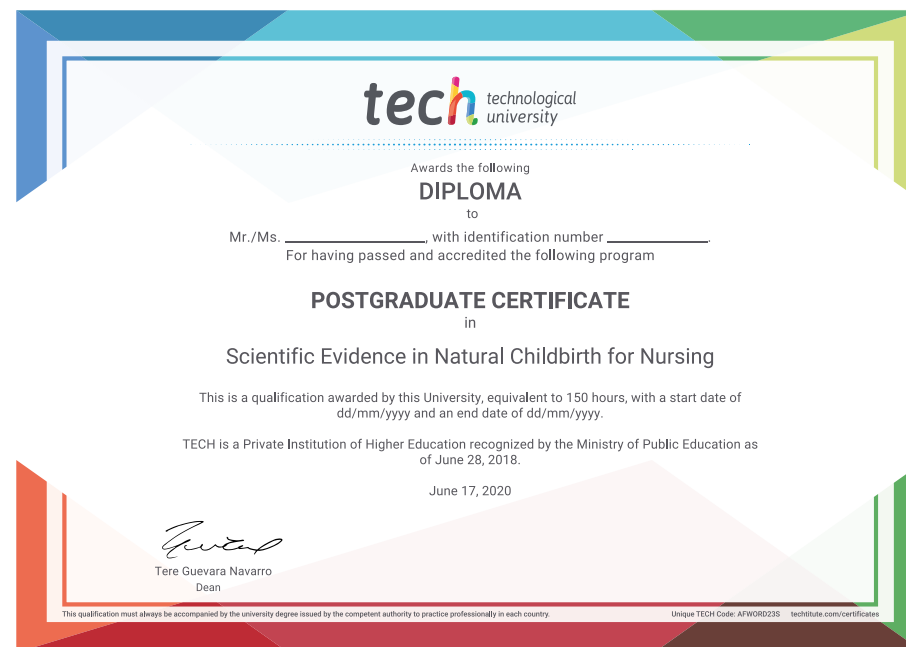 tech technological
university
Awards the following
DIPLOMA
to
Mr./Ms. ____________________, with identification number ______________.
For having passed and accredited the following program
POSTGRADUATE CERTIFICATE
in
Scientific Evidence in Natural Childbirth for Nursing
This is a qualification awarded by this University, equivalent to 150 hours, with a start date of
dd/mm/yyyy and an end date of dd/mm/yyyy.
TECH is a Private Institution of Higher Education recognized by the Ministry of Public Education as
of June 28, 2018.
June 17, 2020
Tere Guevara Navarro
Dean
This qualification must always be accompanied by the university degree issued by the competent authority to practice professionally in each country.
Unique TECH Code: AFWORD23S techtitute.com/certificates